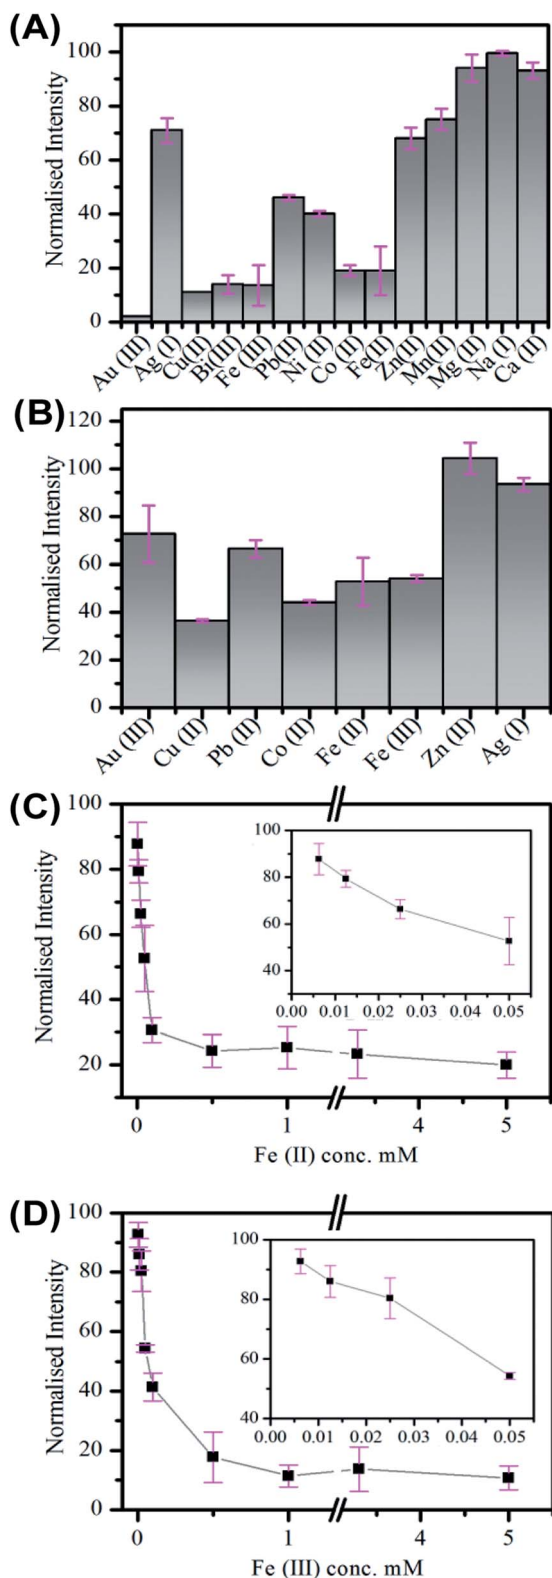 (A)
Normalised Intensity
100
80
60
40
20
0
Au (III)
Ag (I)
Cu(II)
Bi(III)
Fe (III)
Pb(II)
Ni (II)
Co (II)
Fe(II)
Zn(II)
Mn(II)
Mg (II)
Na (I)
Ca (II)
(B)
Normalised Intensity
120
100
80
60
40
20
0
Au (III)
Cu (II)
Pb (II)
Co (II)
Fe (II)
Fe (III)
Zn (II)
Ag (I)
(C)
Normalised Intensity
100
80
60
40
20
0 1 4 5
Fe (II) conc. mM
100
80
60
40
0.00 0.01 0.02 0.03 0.04 0.05
(D)
Normalised Intensity
100
80
60
40
20
0
0 1 4 5
Fe (III) conc. mM
100
80
60
40
0.00 0.01 0.02 0.03 0.04 0.05